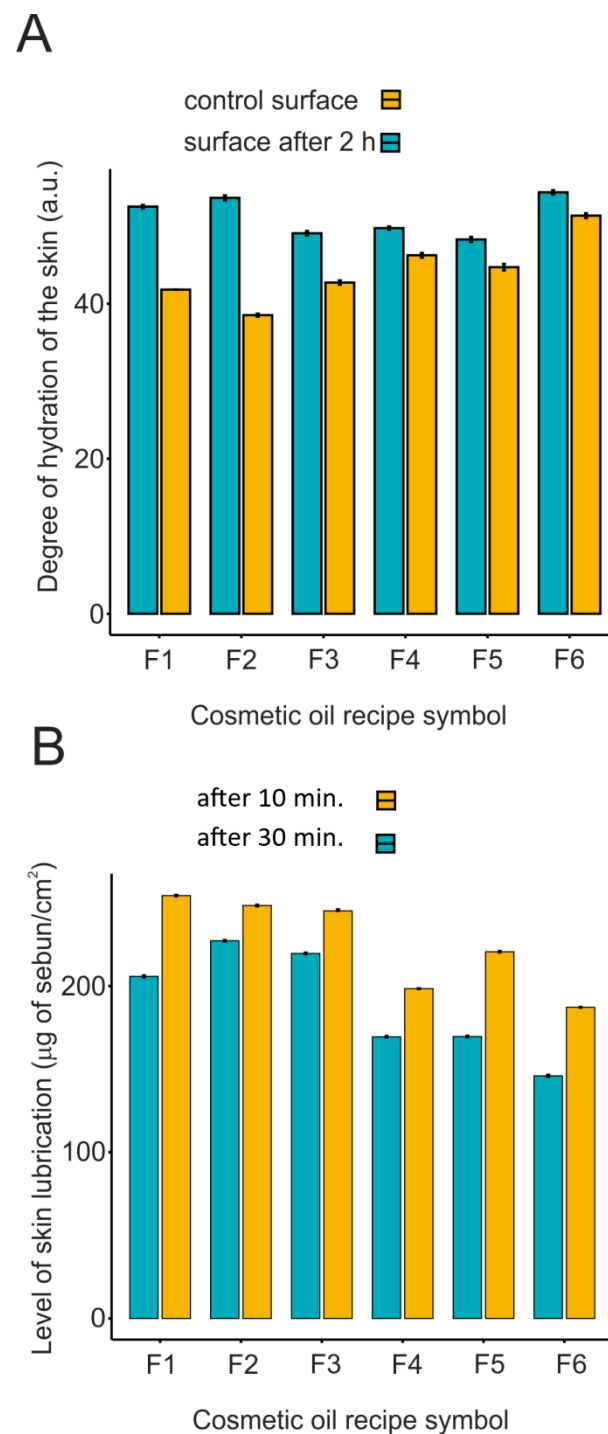 A
control surface
surface after 2 h
Degree of hydration of the skin (a.u.)
40
20
0
F1 F2 F3 F4 F5 F6
Cosmetic oil recipe symbol
B
after 10 min.
after 30 min.
Level of skin lubrication (µg of sebun/cm²)
200
100
0
F1 F2 F3 F4 F5 F6
Cosmetic oil recipe symbol